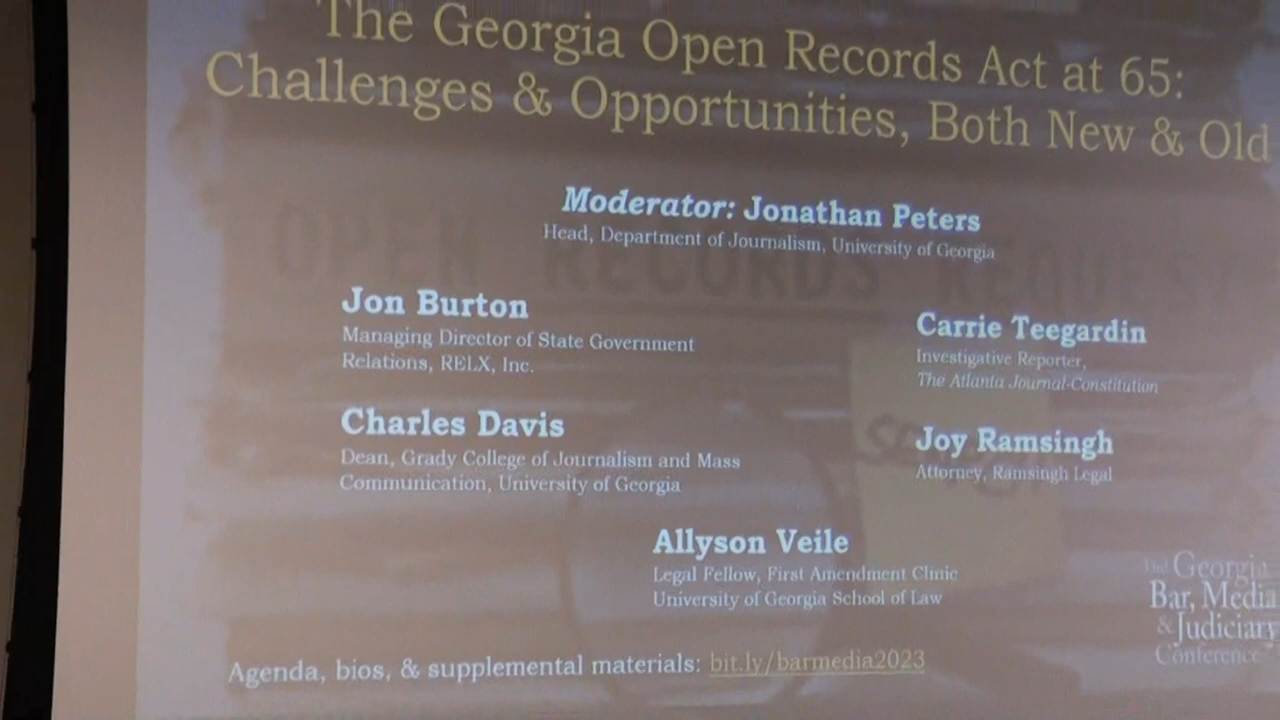 The Georgia Open Records Act at 65:
Challenges & Opportunities, Both New & Old
OPEN RECORDS REQUEST
Moderator: Jonathan Peters
Head, Department of Journalism, University of Georgia
Jon Burton
Managing Director of State Government
Relations, RELX, Inc.
Carrie Teegardin
Investigative Reporter,
The Atlanta Journal-Constitution
Charles Davis
Dean, Grady College of Journalism and Mass
Communication, University of Georgia
Joy Ramsingh
Attorney, Ramsingh Legal
Allyson Veile
Legal Fellow, First Amendment Clinic
University of Georgia School of Law
Georgia
Bar, Media
& Judiciary
Conference
Agenda, bios, & supplemental materials: bit.ly/barmedia2023